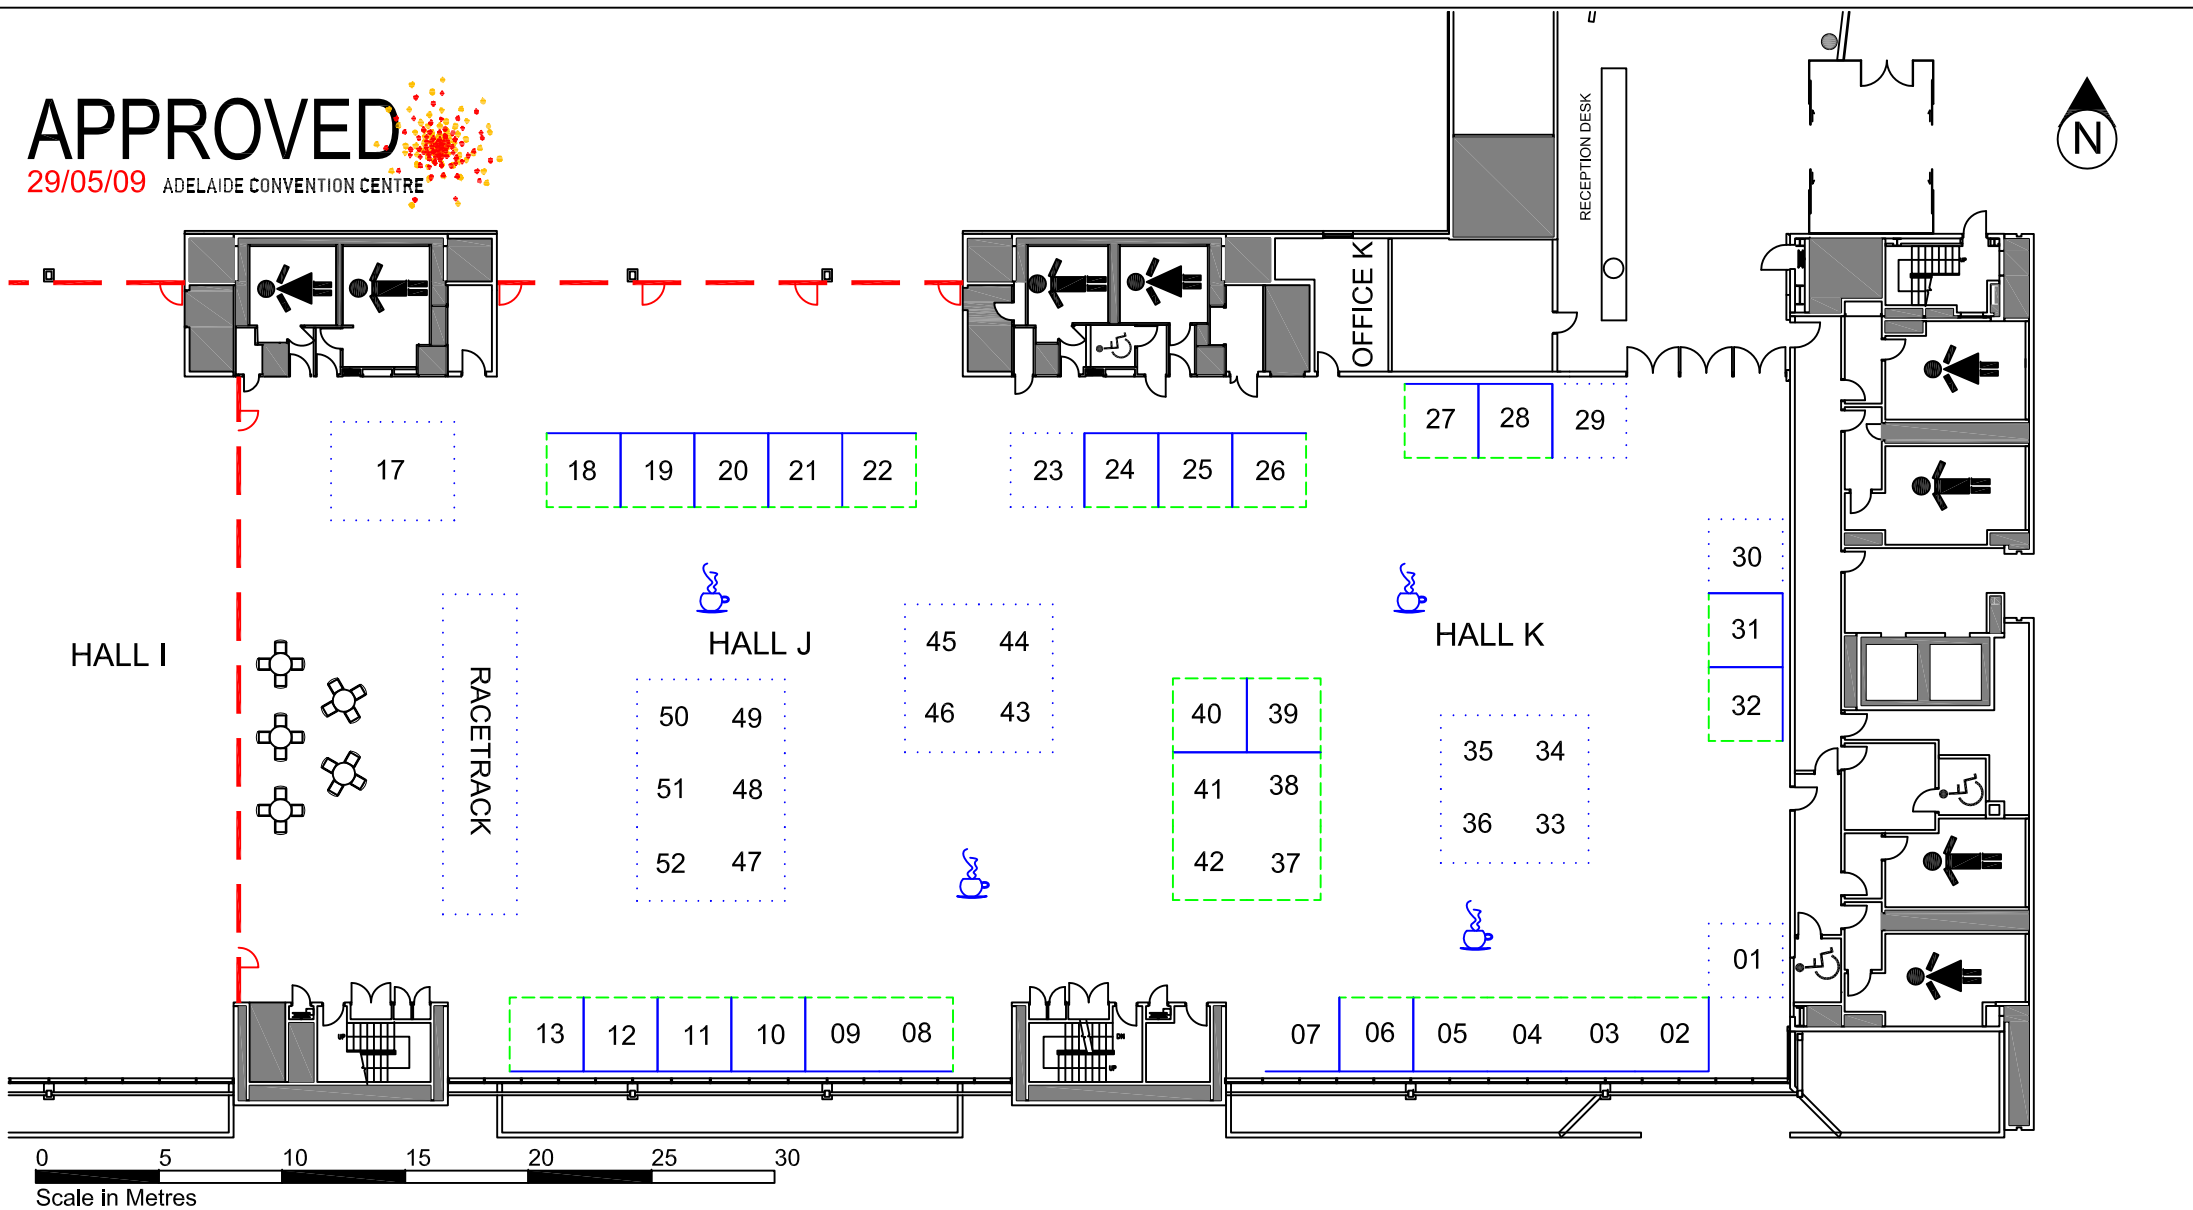 APPROVED
29/05/09 ADELAIDE CONVENTION CENTRE
N
RECEPTION DESK
OFFICE K
27 28 29
17 18 19 20 21 22 23 24 25 26
30
31
32
HALL I
HALL J
HALL K
RACETRACK
45 44
46 43
50 49
51 48
52 47
40 39
41 38
42 37
35 34
36 33
01
13 12 11 10 09 08
07 06 05 04 03 02
UP
DN
UP
0 5 10 15 20 25 30
Scale in Metres